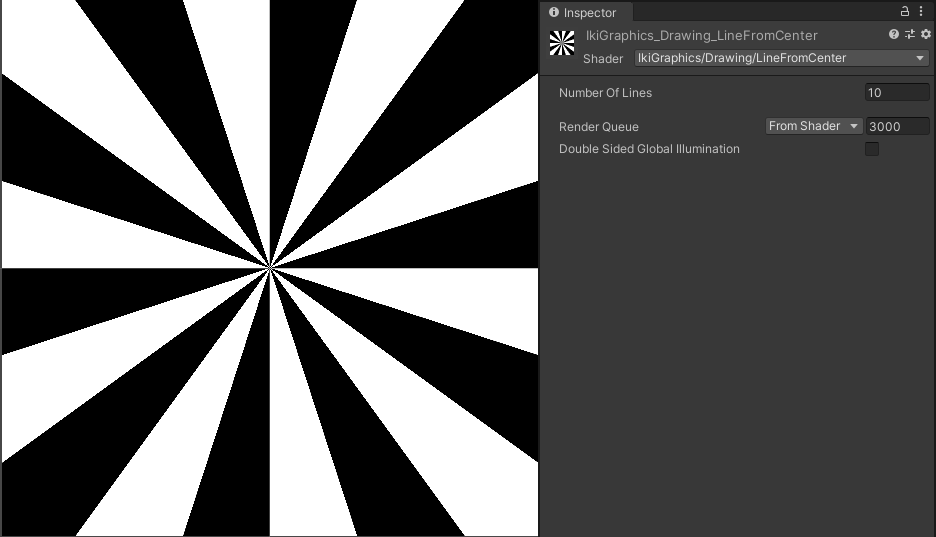 Inspector
IkiGraphics_Drawing_LineFromCenter
Shader IkiGraphics/Drawing/LineFromCenter
Number Of Lines 10
Render Queue From Shader 3000
Double Sided Global Illumination